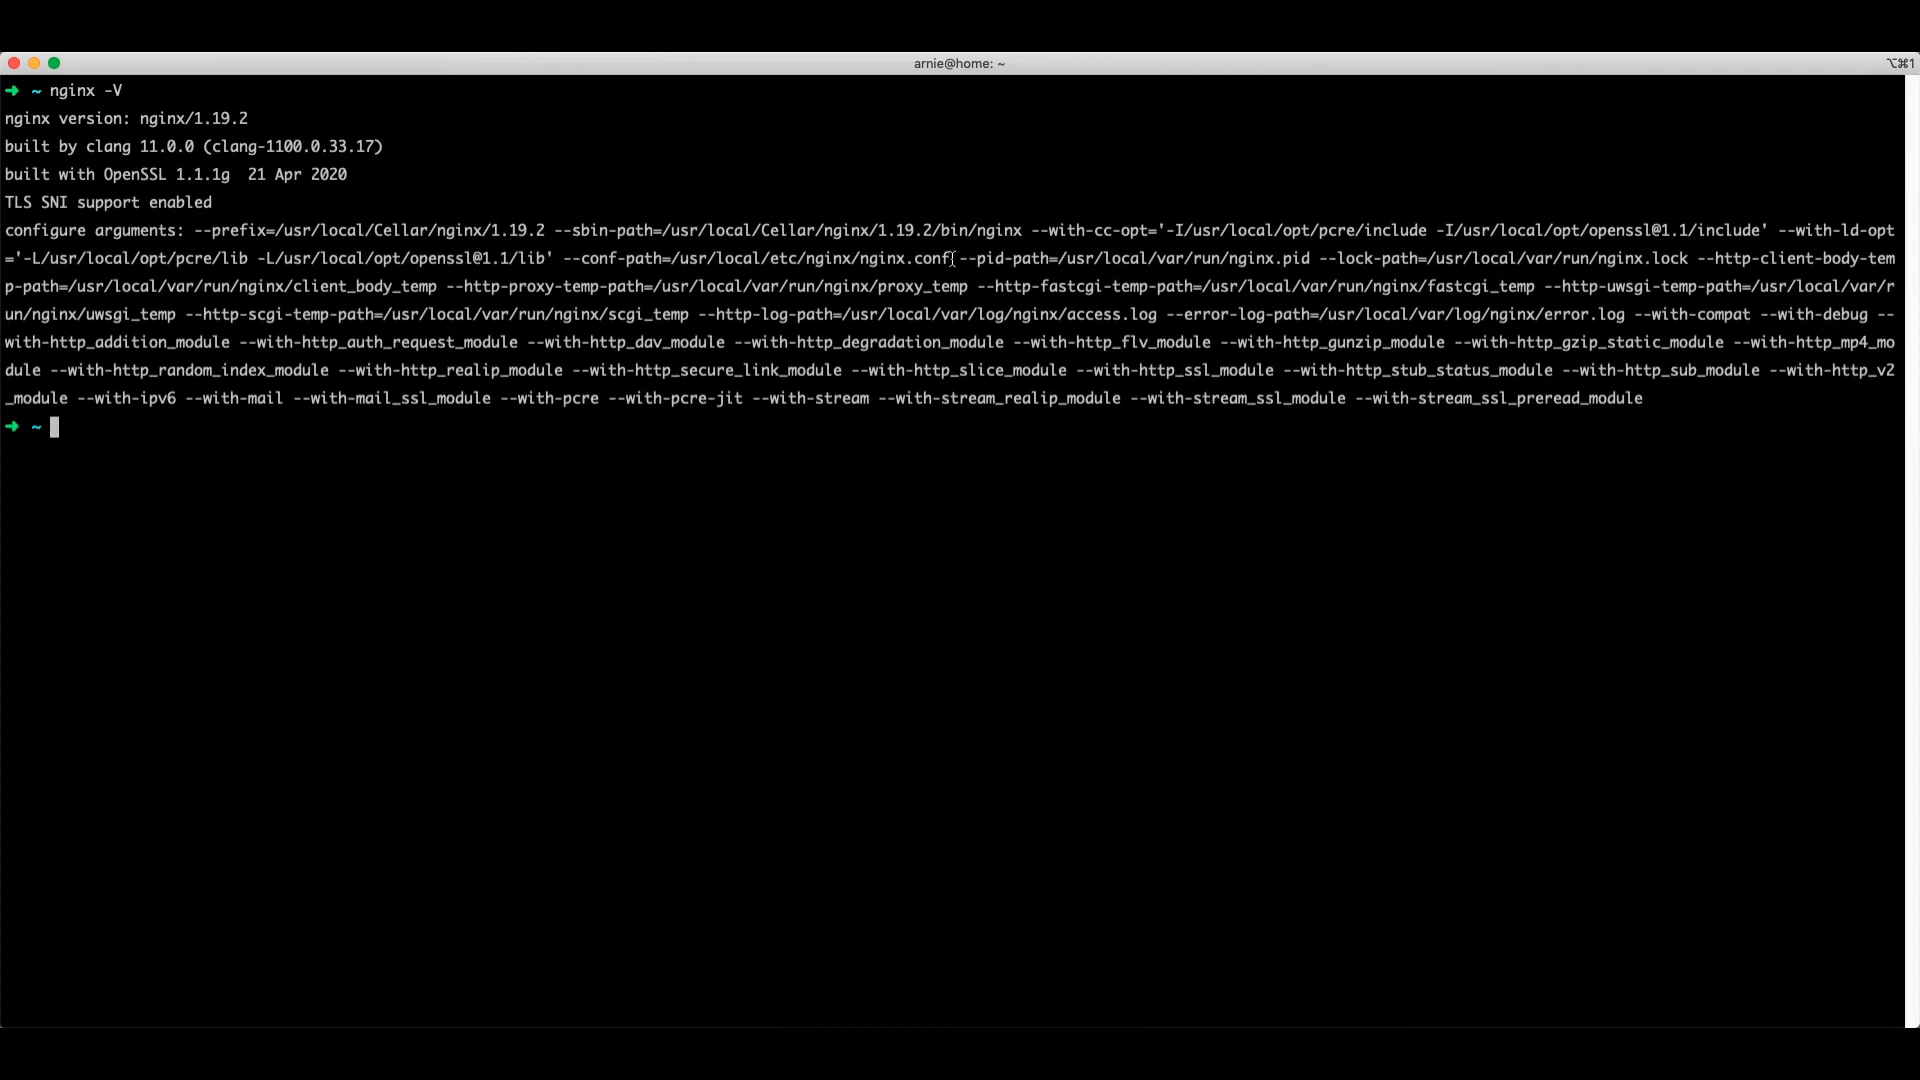 arnie@home: ~
⌥⌘1
➜ ~ nginx -V
nginx version: nginx/1.19.2
built by clang 11.0.0 (clang-1100.0.33.17)
built with OpenSSL 1.1.1g  21 Apr 2020
TLS SNI support enabled
configure arguments: --prefix=/usr/local/Cellar/nginx/1.19.2 --sbin-path=/usr/local/Cellar/nginx/1.19.2/bin/nginx --with-cc-opt='-I/usr/local/opt/pcre/include -I/usr/local/opt/openssl@1.1/include' --with-ld-opt
='-L/usr/local/opt/pcre/lib -L/usr/local/opt/openssl@1.1/lib' --conf-path=/usr/local/etc/nginx/nginx.conf --pid-path=/usr/local/var/run/nginx.pid --lock-path=/usr/local/var/run/nginx.lock --http-client-body-tem
p-path=/usr/local/var/run/nginx/client_body_temp --http-proxy-temp-path=/usr/local/var/run/nginx/proxy_temp --http-fastcgi-temp-path=/usr/local/var/run/nginx/fastcgi_temp --http-uwsgi-temp-path=/usr/local/var/r
un/nginx/uwsgi_temp --http-scgi-temp-path=/usr/local/var/run/nginx/scgi_temp --http-log-path=/usr/local/var/log/nginx/access.log --error-log-path=/usr/local/var/log/nginx/error.log --with-compat --with-debug --
with-http_addition_module --with-http_auth_request_module --with-http_dav_module --with-http_degradation_module --with-http_flv_module --with-http_gunzip_module --with-http_gzip_static_module --with-http_mp4_mo
dule --with-http_random_index_module --with-http_realip_module --with-http_secure_link_module --with-http_slice_module --with-http_ssl_module --with-http_stub_status_module --with-http_sub_module --with-http_v2
_module --with-ipv6 --with-mail --with-mail_ssl_module --with-pcre --with-pcre-jit --with-stream --with-stream_realip_module --with-stream_ssl_module --with-stream_ssl_preread_module
➜ ~